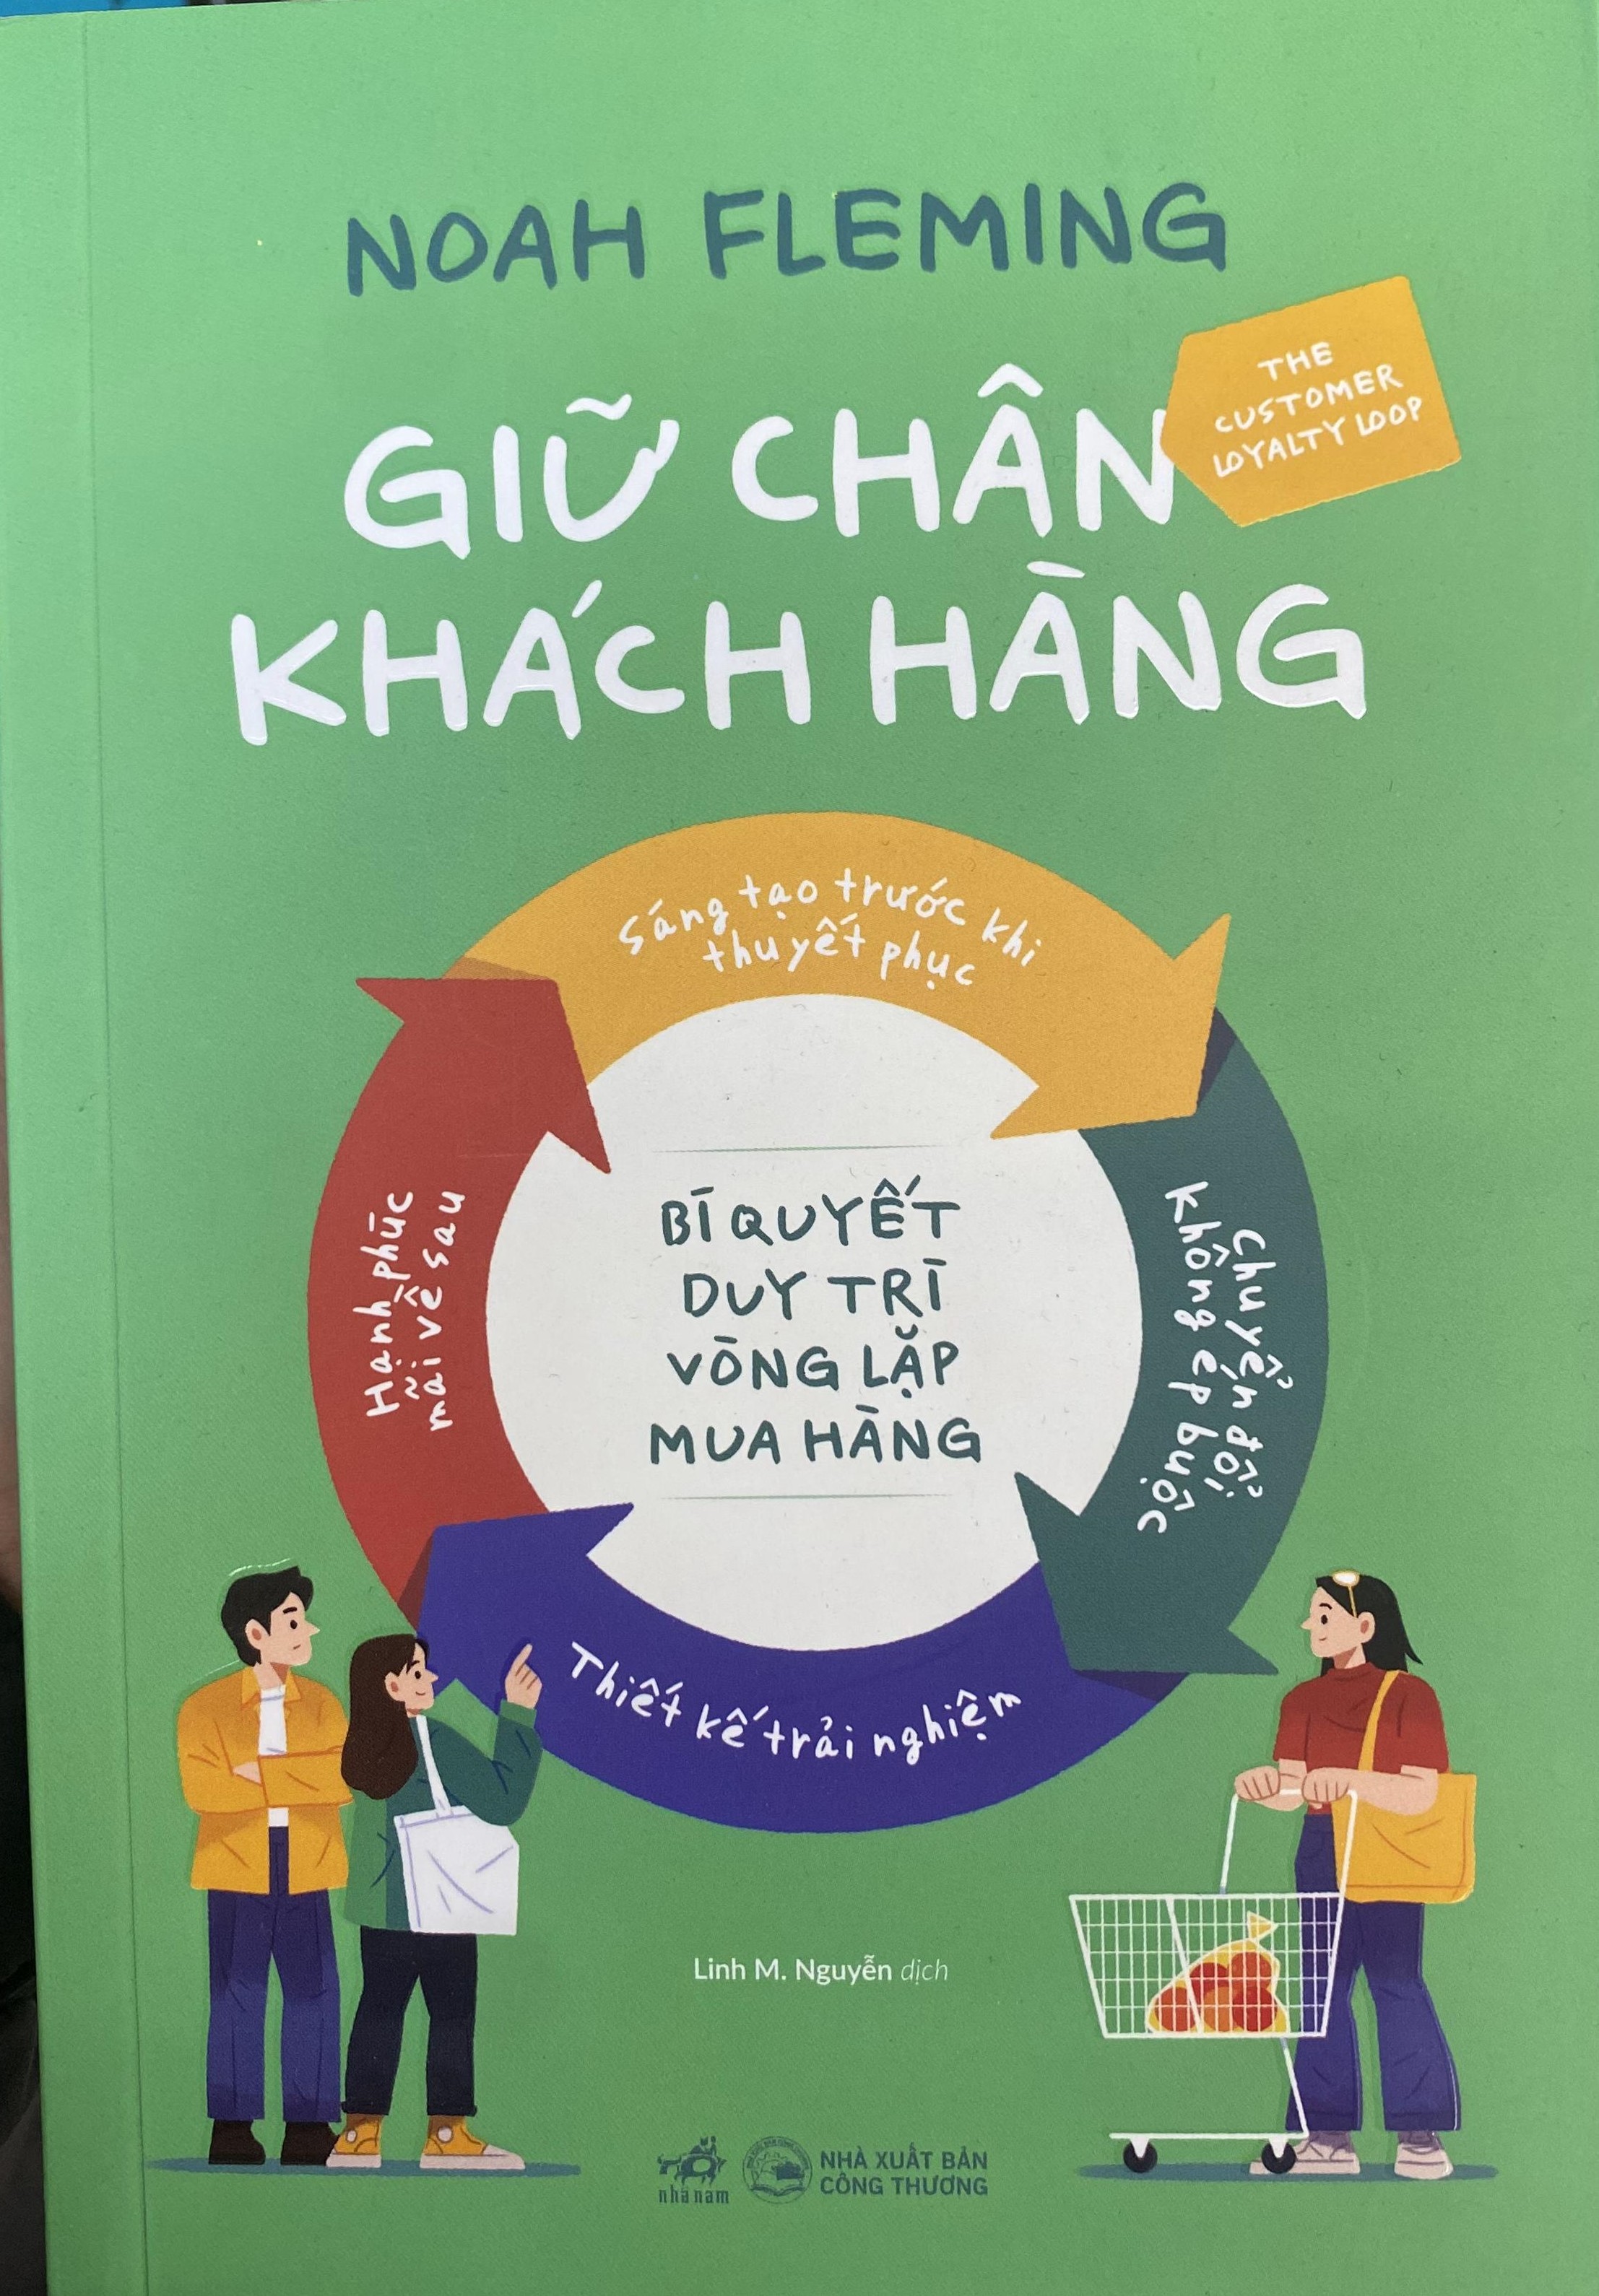 NOAH FLEMING
THE
CUSTOMER
LOYALTY LOOP
GIỮ CHÂN
KHÁCH HÀNG
Sáng tạo trước khi
thuyết phục
Chuyển đổi
không ép buộc
Thiết kế trải nghiệm
Hạnh phúc
mãi về sau
BÍ QUYẾT
DUY TRÌ
VÒNG LẶP
MUA HÀNG
Linh M. Nguyễn dịch
nhã nam
NHÀ XUẤT BẢN
CÔNG THƯƠNG